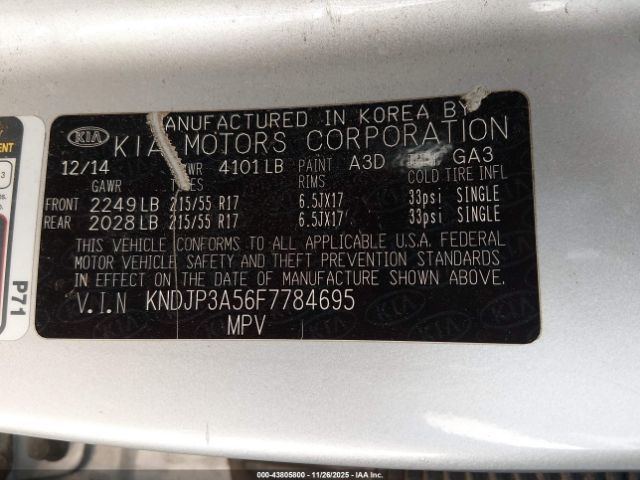 MANUFACTURED IN KOREA BY
KIA KIA MOTORS CORPORATION
12/14 GVWR 4101 LB PAINT A3D GA3
GAWR TIRES RIMS COLD TIRE INFL
FRONT 2249 LB 215/55 R17 6.5JX17 33psi SINGLE
REAR 2028 LB 215/55 R17 6.5JX17 33psi SINGLE
THIS VEHICLE CONFORMS TO ALL APPLICABLE U.S.A. FEDERAL
MOTOR VEHICLE SAFETY AND THEFT PREVENTION STANDARDS
IN EFFECT ON THE DATE OF MANUFACTURE SHOWN ABOVE.
V.I.N KNDJP3A56F7784695
MPV
P71
000-43805800 - 11/26/2025 - IAA Inc.